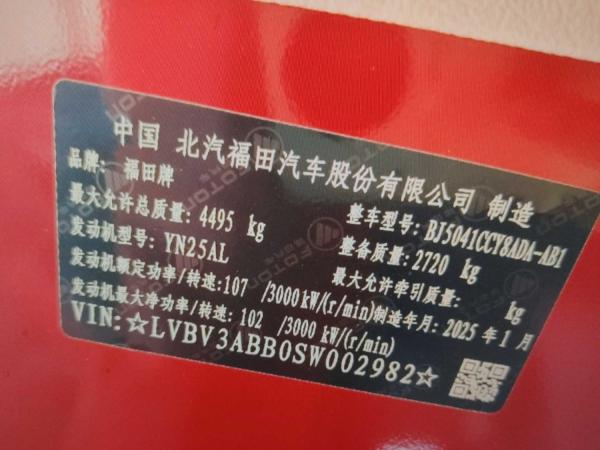 中国 北汽福田汽车股份有限公司 制造
品牌：福田牌 整车型号：BJ5041CCY8ADA-AB1
最大允许总质量：4495 kg 整备质量：2720 kg
发动机型号：YN25AL 最大允许牵引质量： kg
发动机额定功率/转速：107 /3000 kW/(r/min) 制造年月：2025 年 1 月
发动机最大净功率/转速：102 /3000 kW/(r/min)
VIN:☆LVBV3ABB0SW002982☆